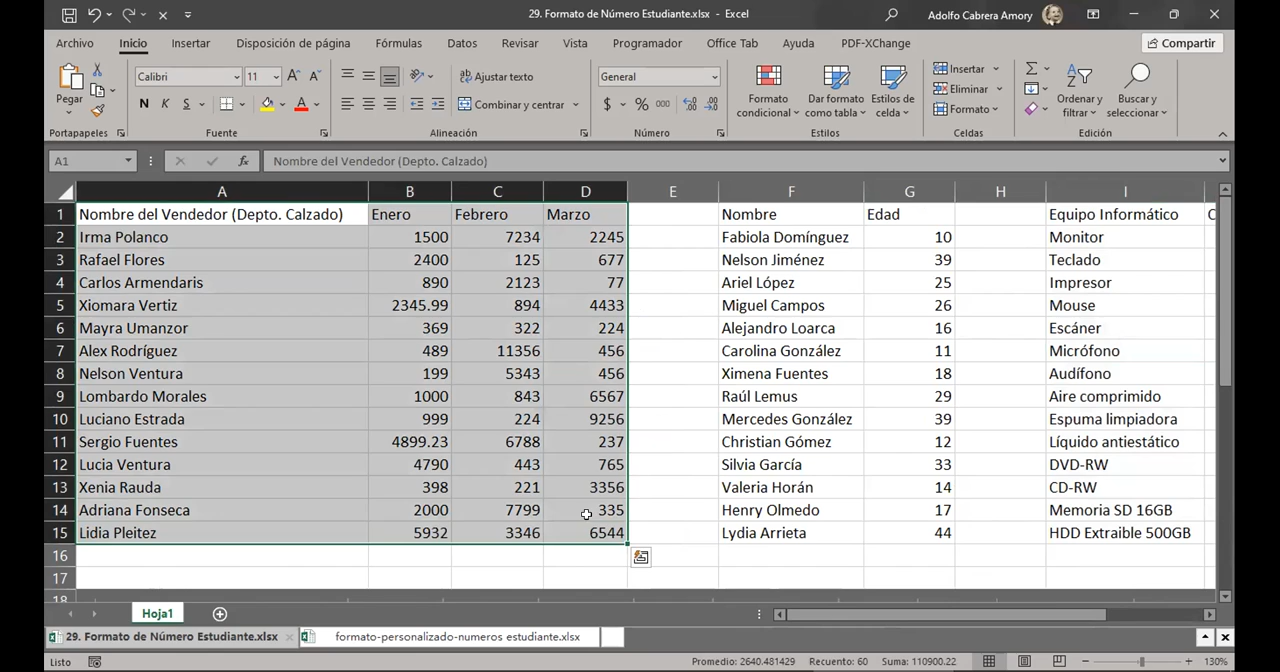 29. Formato de Número Estudiante.xlsx - Excel
Adolfo Cabrera Amory
Archivo Inicio Insertar Disposición de página Fórmulas Datos Revisar Vista Programador Office Tab Ayuda PDF-XChange Compartir
Pegar
Calibri 11
N K S
Ajustar texto
Combinar y centrar
General
$ % 000
Formato condicional
Dar formato como tabla
Estilos de celda
Insertar
Eliminar
Formato
Ordenar y filtrar
Buscar y seleccionar
Portapapeles Fuente Alineación Número Estilos Celdas Edición
A1 fx Nombre del Vendedor (Depto. Calzado)
A B C D E F G H I
1 Nombre del Vendedor (Depto. Calzado) Enero Febrero Marzo Nombre Edad Equipo Informático
2 Irma Polanco 1500 7234 2245 Fabiola Domínguez 10 Monitor
3 Rafael Flores 2400 125 677 Nelson Jiménez 39 Teclado
4 Carlos Armendaris 890 2123 77 Ariel López 25 Impresor
5 Xiomara Vertiz 2345.99 894 4433 Miguel Campos 26 Mouse
6 Mayra Umanzor 369 322 224 Alejandro Loarca 16 Escáner
7 Alex Rodríguez 489 11356 456 Carolina González 11 Micrófono
8 Nelson Ventura 199 5343 456 Ximena Fuentes 18 Audífono
9 Lombardo Morales 1000 843 6567 Raúl Lemus 29 Aire comprimido
10 Luciano Estrada 999 224 9256 Mercedes González 39 Espuma limpiadora
11 Sergio Fuentes 4899.23 6788 237 Christian Gómez 12 Líquido antiestático
12 Lucia Ventura 4790 443 765 Silvia García 33 DVD-RW
13 Xenia Rauda 398 221 3356 Valeria Horán 14 CD-RW
14 Adriana Fonseca 2000 7799 335 Henry Olmedo 17 Memoria SD 16GB
15 Lidia Pleitez 5932 3346 6544 Lydia Arrieta 44 HDD Extraible 500GB
16
17
18
Hoja1
29. Formato de Número Estudiante.xlsx formato-personalizado-numeros estudiante.xlsx
Listo Promedio: 2640.481429 Recuento: 60 Suma: 110900.22 130%